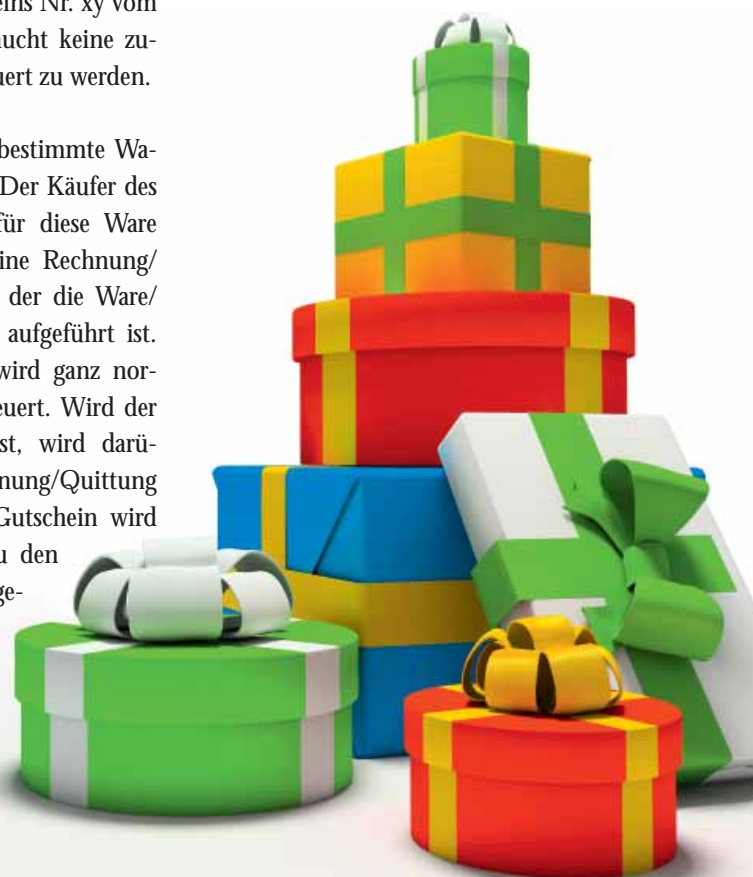 eins Nr. xy vom
aucht keine zu-
uert zu werden.
bestimmte Wa-
Der Käufer des
für diese Ware
ine Rechnung/
der die Ware/
aufgeführt ist.
wird ganz nor-
euert. Wird der
st, wird darü-
nung/Quittung
Gutschein wird
u den
ge-